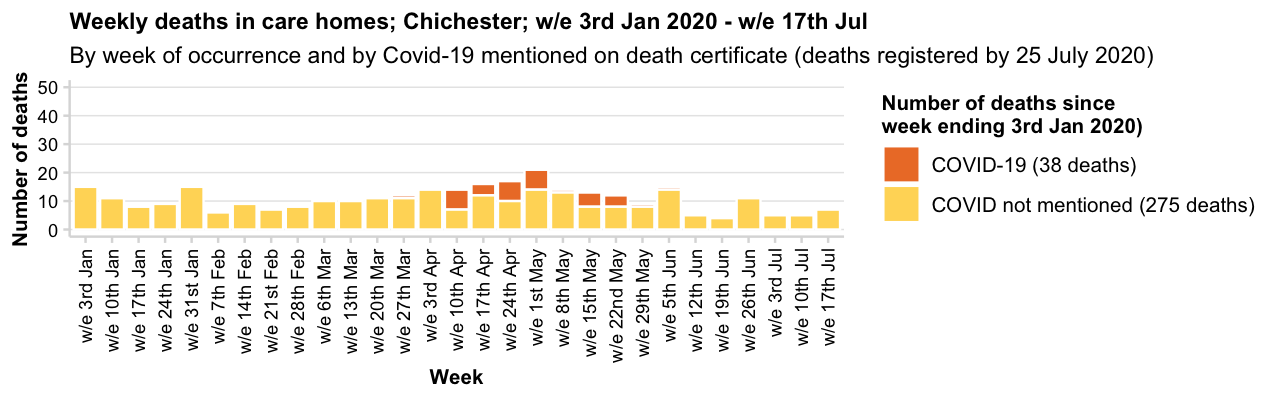 Weekly deaths in care homes; Chichester; w/e 3rd Jan 2020 - w/e 17th Jul
By week of occurrence and by Covid-19 mentioned on death certificate (deaths registered by 25 July 2020)
Number of deaths
50
40
30
20
10
0
w/e 3rd Jan
w/e 10th Jan
w/e 17th Jan
w/e 24th Jan
w/e 31st Jan
w/e 7th Feb
w/e 14th Feb
w/e 21st Feb
w/e 28th Feb
w/e 6th Mar
w/e 13th Mar
w/e 20th Mar
w/e 27th Mar
w/e 3rd Apr
w/e 10th Apr
w/e 17th Apr
w/e 24th Apr
w/e 1st May
w/e 8th May
w/e 15th May
w/e 22nd May
w/e 29th May
w/e 5th Jun
w/e 12th Jun
w/e 19th Jun
w/e 26th Jun
w/e 3rd Jul
w/e 10th Jul
w/e 17th Jul
Week
Number of deaths since
week ending 3rd Jan 2020)
COVID-19 (38 deaths)
COVID not mentioned (275 deaths)